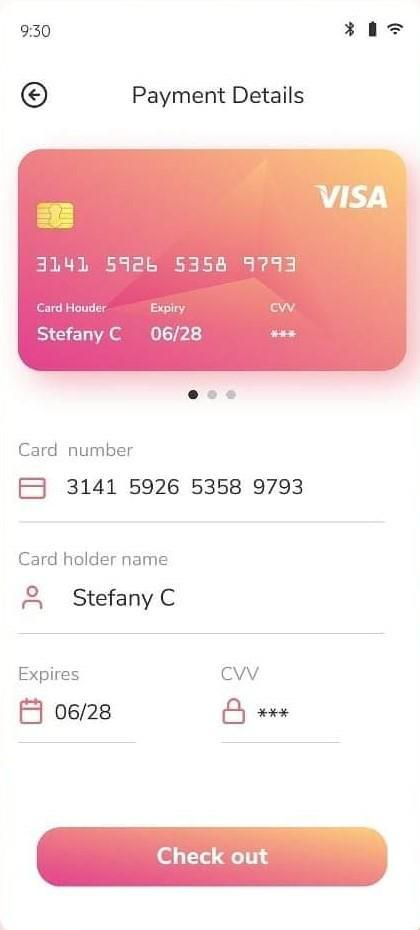 9:30
Payment Details
VISA
3141 5926 5358 9793
Card Houder Expiry CVV
Stefany C 06/28 ***
Card number
3141 5926 5358 9793
Card holder name
Stefany C
Expires CVV
06/28 ***
Check out